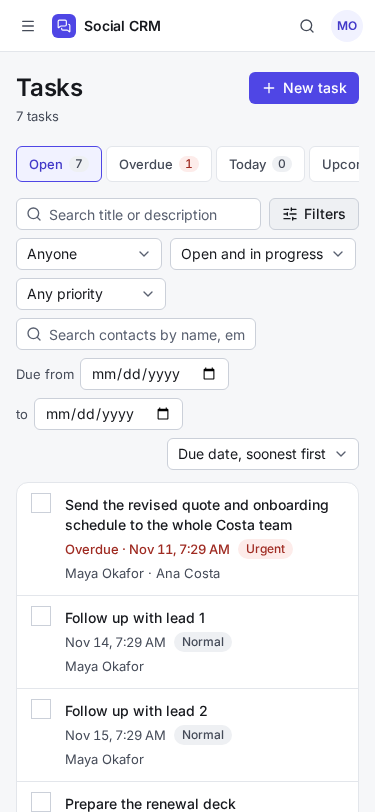 Social CRM
MO
Tasks
New task
7 tasks
Open 7
Overdue 1
Today 0
Upcor
Search title or description
Filters
Anyone
Open and in progress
Any priority
Search contacts by name, em
Due from mm/dd/yyyy
to mm/dd/yyyy
Due date, soonest first
Send the revised quote and onboarding
schedule to the whole Costa team
Overdue · Nov 11, 7:29 AM Urgent
Maya Okafor · Ana Costa
Follow up with lead 1
Nov 14, 7:29 AM Normal
Maya Okafor
Follow up with lead 2
Nov 15, 7:29 AM Normal
Maya Okafor
Prepare the renewal deck